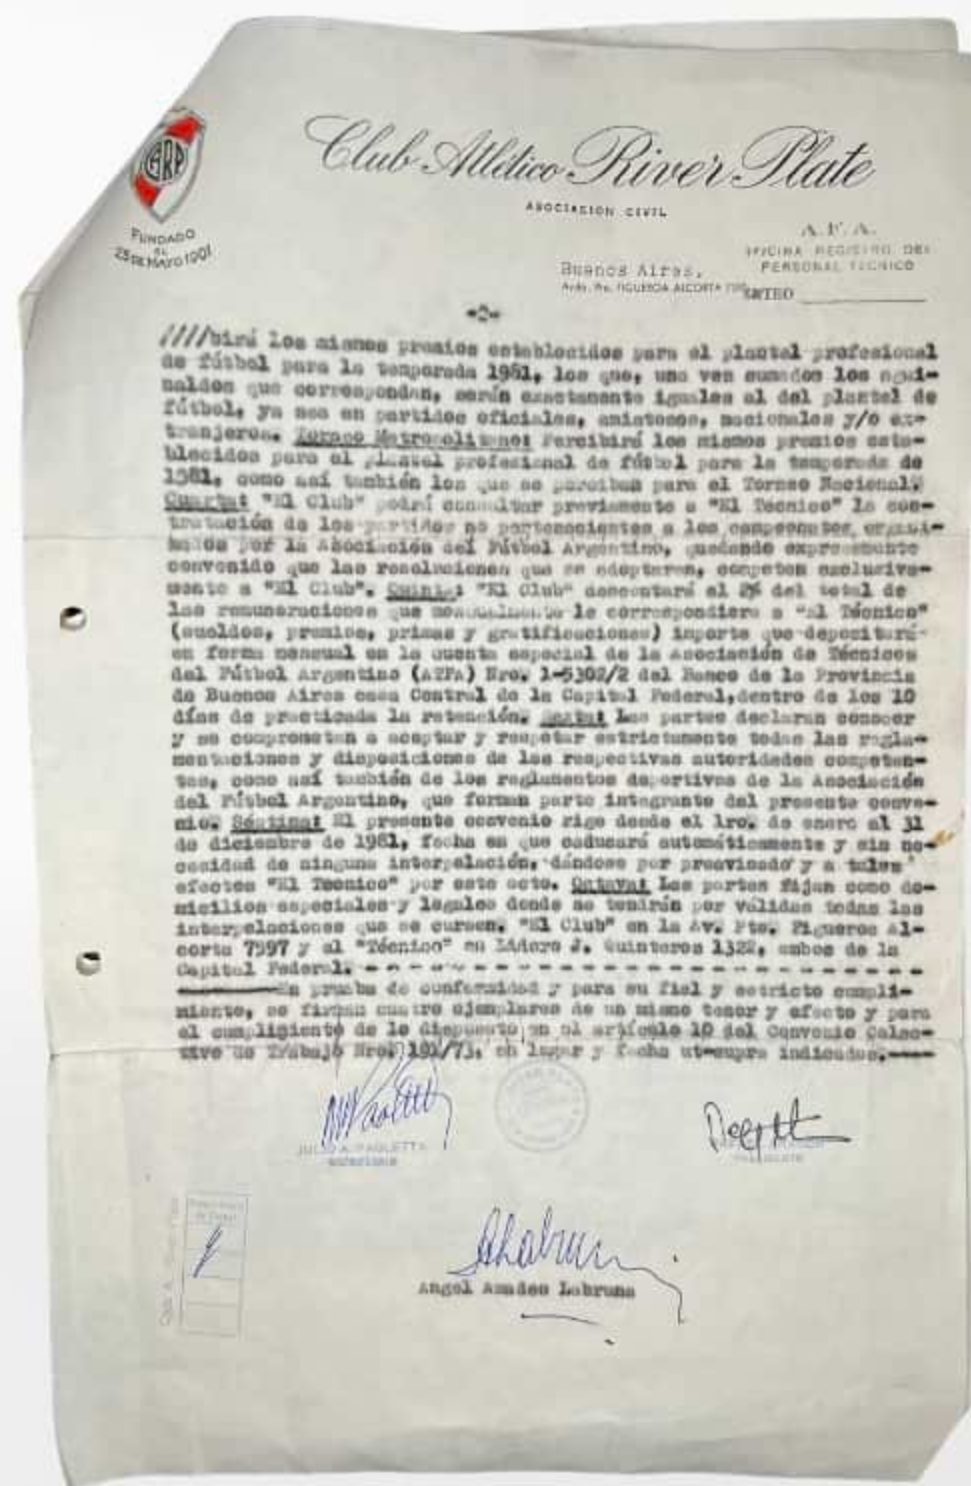 Club Atlético River Plate
ASOCIACION CIVIL
CARP
FUNDADO
EL
25 DE MAYO 1901
A. F. A.
OFICINA REGISTRO DEL
PERSONAL TECNICO
Buenos Aires,
Avda. Pte. FIGUEROA ALCORTA
-2-
////birá los mismos premios establecidos para el plantel profesional
de fútbol para la temporada 1981, los que, una vez sumados los agui-
naldos que correspondan, serán exactamente iguales al del plantel de
fútbol, ya sea en partidos oficiales, amistosos, nacionales y/o ex-
tranjeros. Torneo Metropolitano: Percibirá los mismos premios esta-
blecidos para el plantel profesional de fútbol para la temporada de
1981, como así también los que se perciban para el Torneo Nacional.
Cuarta: "El Club" podrá consultar previamente a "El Tecnico" la con-
tratación de los partidos no pertenecientes a los campeonatos organi-
zados por la Asociación del Fútbol Argentino, quedando expresamente
convenido que las resoluciones que se adoptaren, competen exclusiva-
mente a "El Club". Quinta: "El Club" descontará el 2% del total de
las remuneraciones que mensualmente le correspondiera a "El Técnico"
(sueldos, premios, primas y gratificaciones) importe que depositará
en forma mensual en la cuenta especial de la Asociación de Técnicos
del Fútbol Argentino (ATFA) Nro. 1-5302/2 del Banco de la Provincia
de Buenos Aires casa Central de la Capital Federal,dentro de los 10
días de practicada la retención. Sexta: Las partes declaran conocer
y se comprometen a aceptar y respetar estrictamente todas las regla-
mentaciones y disposiciones de las respectivas autoridades competen-
tes, como así también de los reglamentos deportivos de la Asociación
del Fútbol Argentino, que forman parte integrante del presente conve-
nio. Séptima: El presente convenio rige desde el 1ro. de enero al 31
de diciembre de 1981, fecha en que caducará automáticamente y sin ne-
cesidad de ninguna interpelación, dándose por preavisado y a tales
efectos "El Tecnico" por este acto. Octava: Las partes fijan como do-
micilios especiales y legales donde se tendrán por válidas todas las
interpelaciones que se cursen. "El Club" en la Av. Pte. Figueroa Al-
corta 7597 y al "Técnico" en Lidoro J. Quinteros 1322, ambos de la
Capital Federal. - - - - - - - - - - - - - - - - - - - - - -
En prueba de conformidad y para su fiel y estricto cumpli-
miento, se firman cuatro ejemplares de un mismo tenor y efecto y para
el cumplimiento de lo dispuesto en el artículo 10 del Convenio Colec-
tivo de Trabajo Nro. 191/73, en lugar y fecha ut-supra indicados.----
JULIO A. PAOLETTA
SECRETARIO
PRESIDENTE
Angel Amadeo Labruna